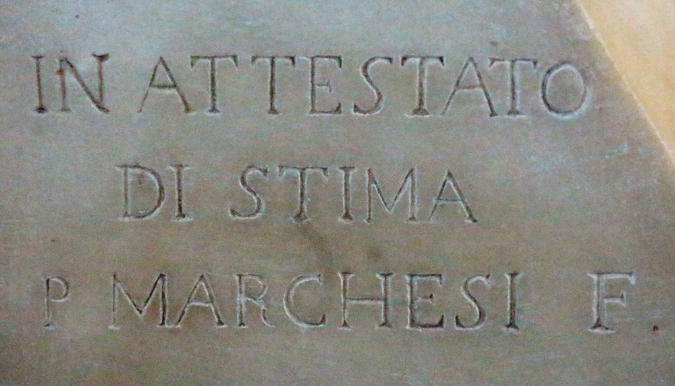 IN ATTESTATO
DI STIMA
P MARCHESI F.